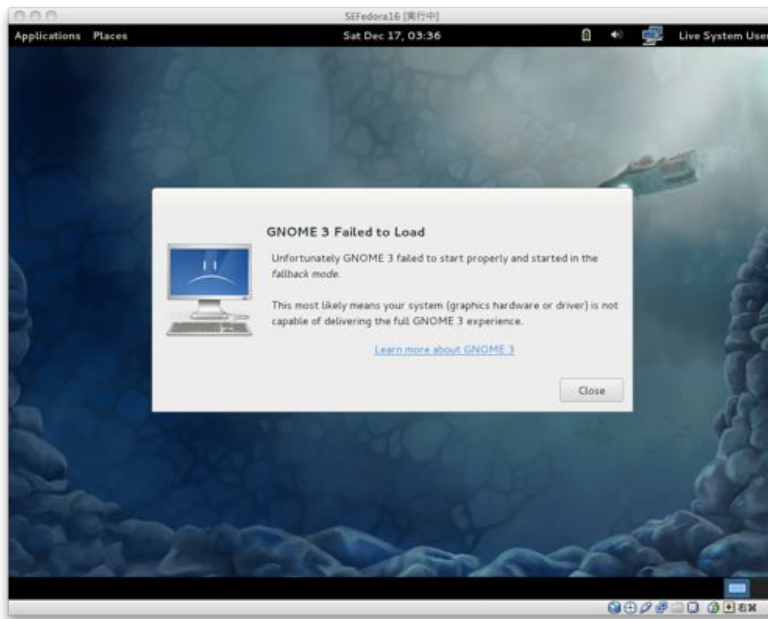 SEFedora16 [実行中]
Applications Places Sat Dec 17, 03:36 Live System User
GNOME 3 Failed to Load
Unfortunately GNOME 3 failed to start properly and started in the
fallback mode.
This most likely means your system (graphics hardware or driver) is not
capable of delivering the full GNOME 3 experience.
Learn more about GNOME 3
Close
右⌘